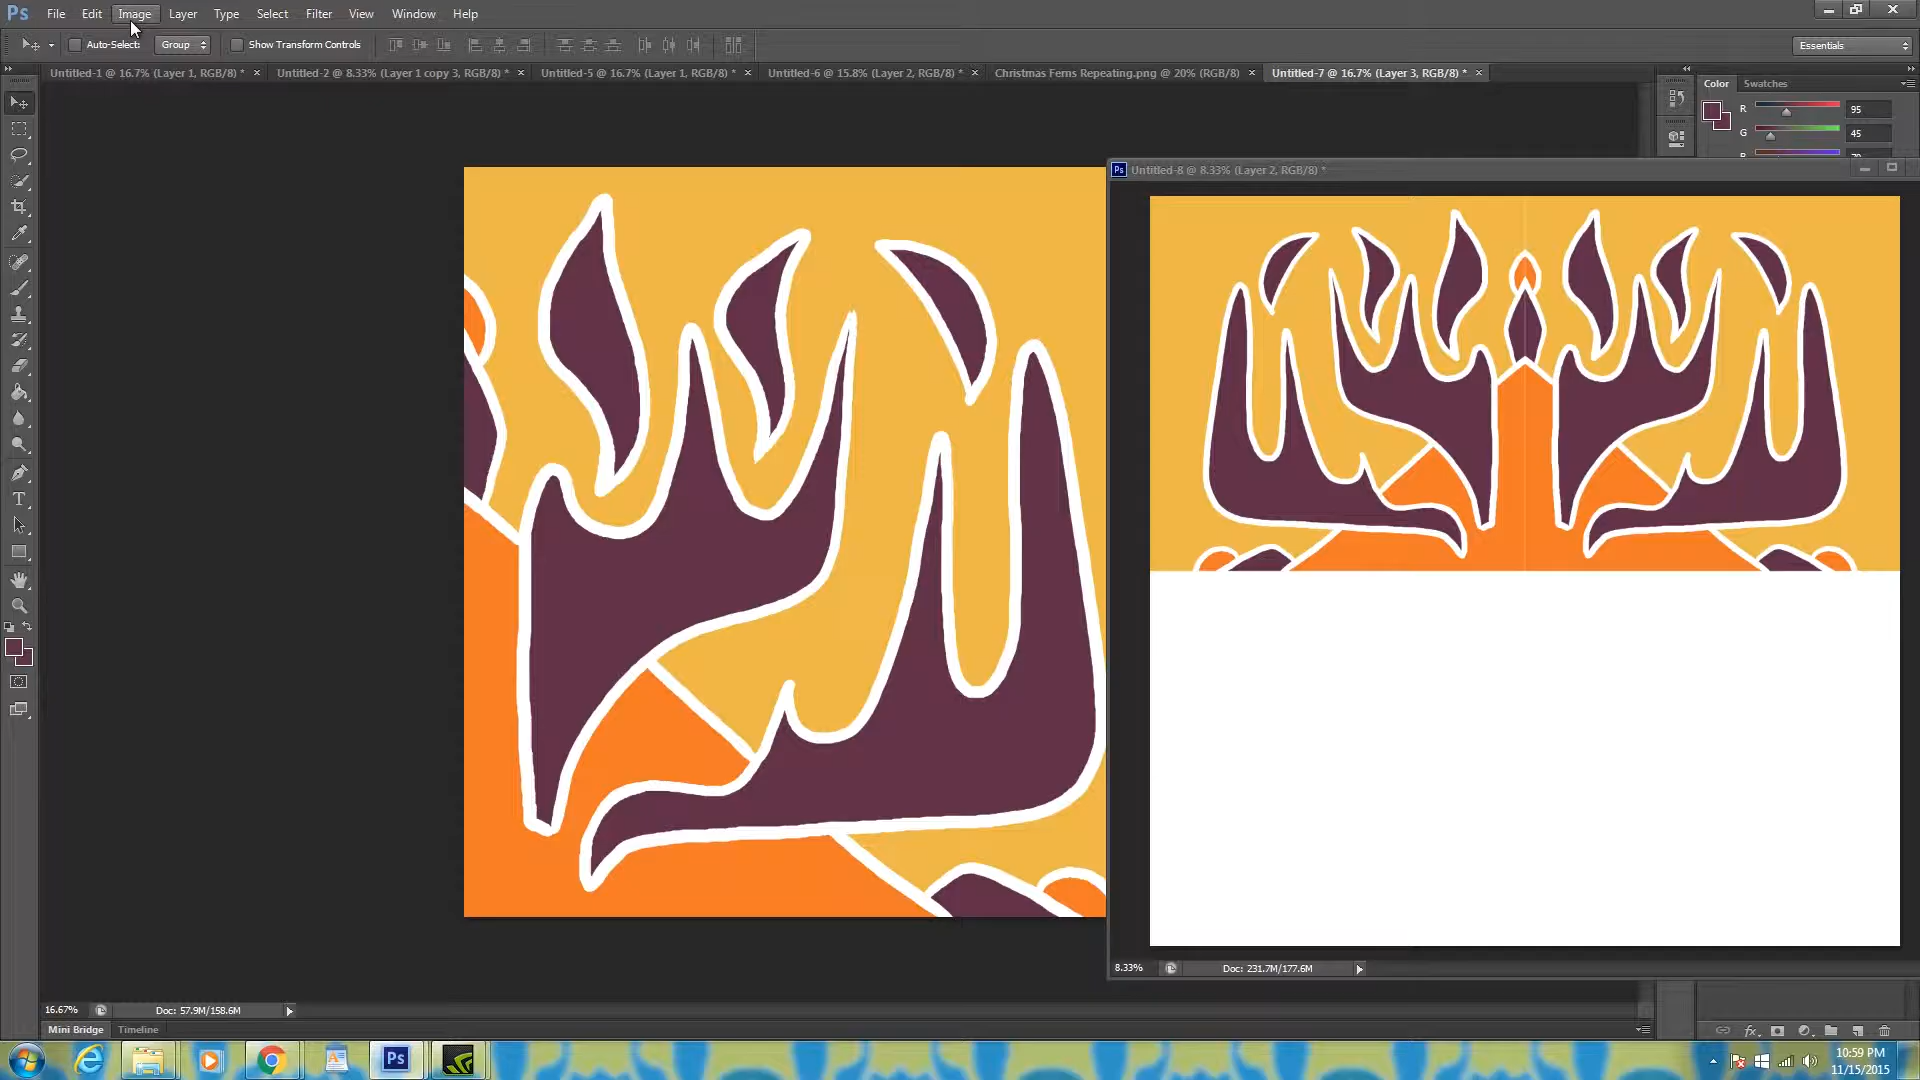 Ps File Edit Image Layer Type Select Filter View Window Help
Auto-Select: Group Show Transform Controls Essentials
Untitled-1 @ 16.7% (Layer 1, RGB/8) * × Untitled-2 @ 8.33% (Layer 1 copy 3, RGB/8) * × Untitled-5 @ 16.7% (Layer 1, RGB/8) * × Untitled-6 @ 15.8% (Layer 2, RGB/8) * × Christmas Ferns Repeating.png @ 20% (RGB/8) × Untitled-7 @ 16.7% (Layer 3, RGB/8) * ×
Color Swatches
R 95
G 45
Ps Untitled-8 @ 8.33% (Layer 2, RGB/8) *
T
8.33% Doc: 231.7M/177.6M
16.67% Doc: 57.9M/158.6M
Mini Bridge Timeline
fx
Ps
10:59 PM
11/15/2015